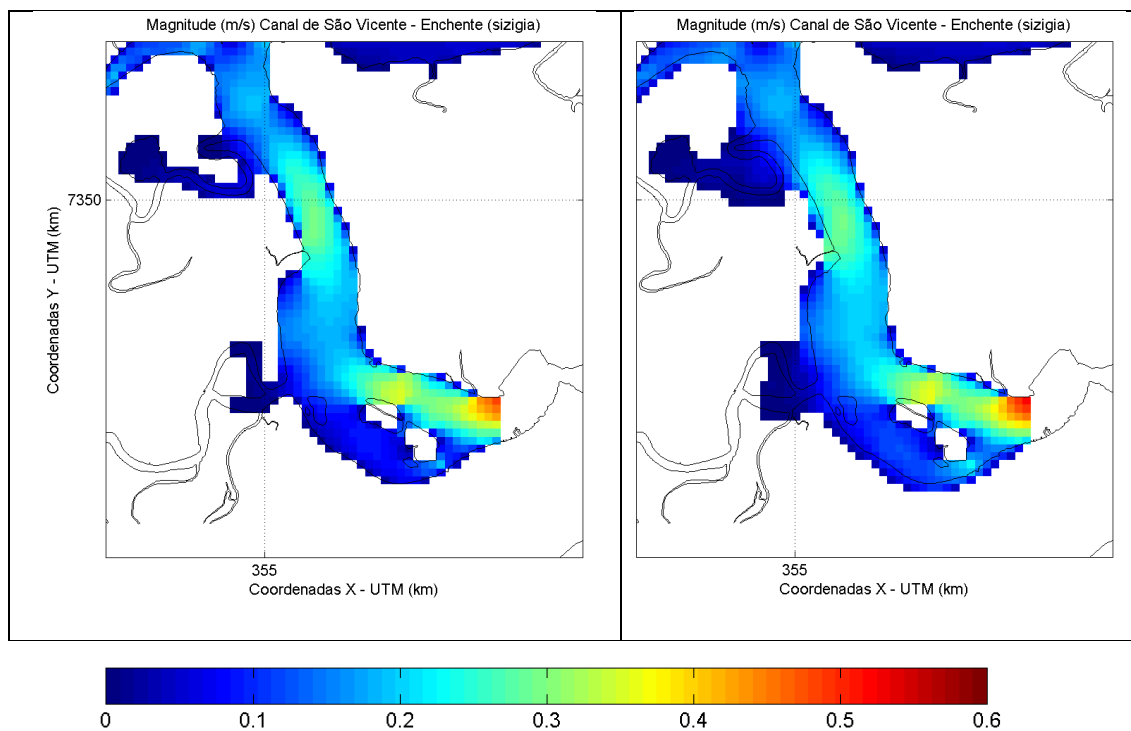 Magnitude (m/s) Canal de São Vicente - Enchente (sizigia)
7350
Coordenadas Y - UTM (km)
355
Coordenadas X - UTM (km)
Magnitude (m/s) Canal de São Vicente - Enchente (sizigia)
355
Coordenadas X - UTM (km)
0 0.1 0.2 0.3 0.4 0.5 0.6